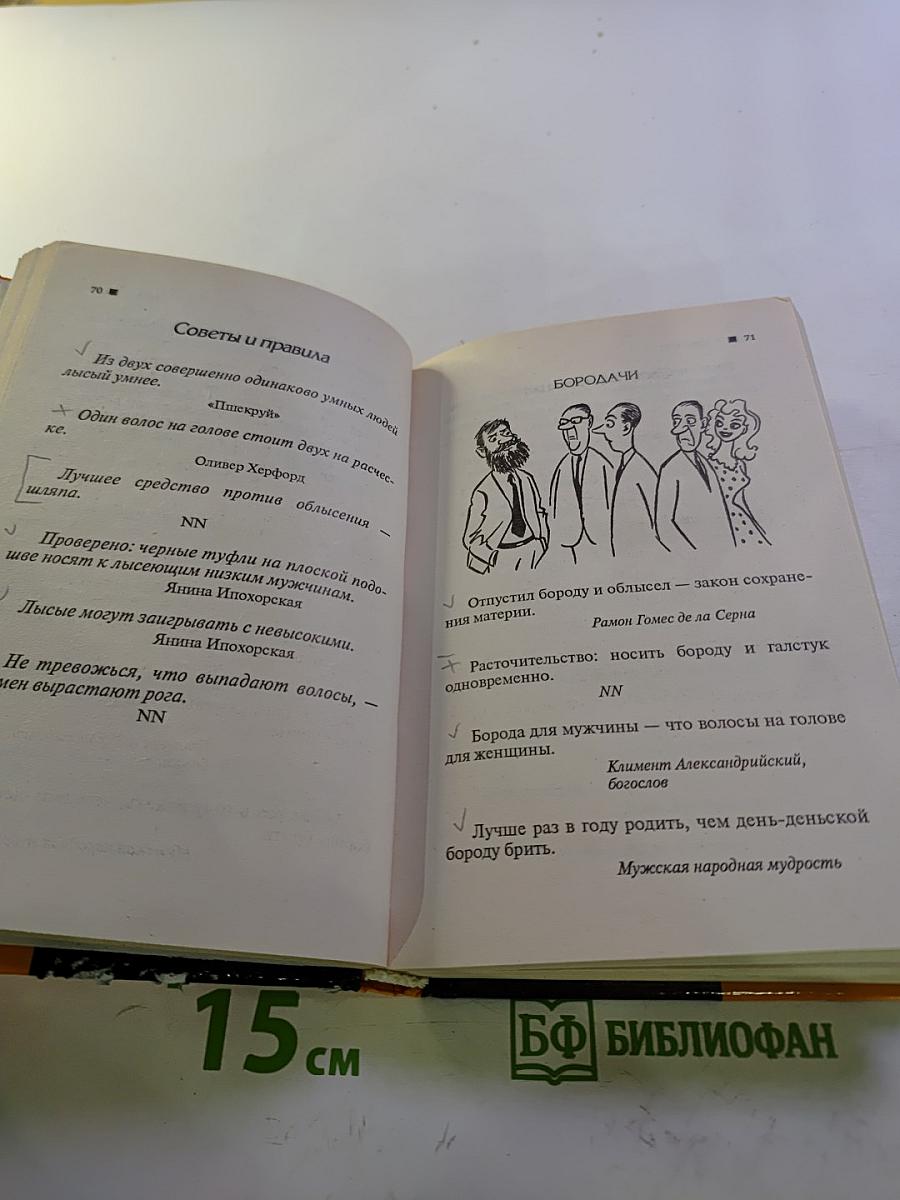 70
Советы и правила
Из двух совершенно одинаково умных людей
лысый умнее.
«Пшекруй»
Один волос на голове стоит двух на расчес-
ке.
Оливер Херфорд
Лучшее средство против облысения —
шляпа.
NN
Проверено: черные туфли на плоской подо-
шве носят к лысеющим низким мужчинам.
Янина Ипохорская
Лысые могут заигрывать с невысокими.
Янина Ипохорская
Не тревожься, что выпадают волосы, —
вырастают рога.
NN
71
БОРОДАЧИ
Отпустил бороду и облысел — закон сохране-
ния материи.
Рамон Гомес де ла Серна
Расточительство: носить бороду и галстук
одновременно.
NN
Борода для мужчины — что волосы на голове
для женщины.
Климент Александрийский,
богослов
Лучше раз в году родить, чем день-деньской
бороду брить.
Мужская народная мудрость
15 см
БФ БИБЛИОФАН